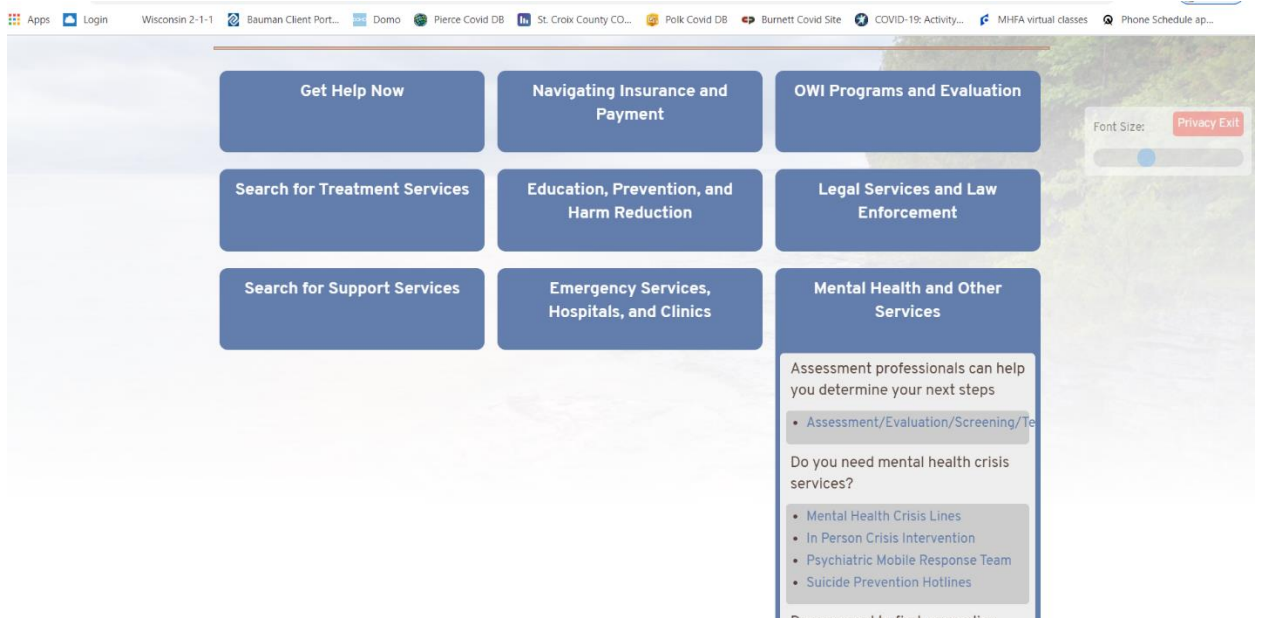 Apps Login Wisconsin 2-1-1 Bauman Client Port... Domo Pierce Covid DB St. Croix County CO... Polk Covid DB Burnett Covid Site COVID-19: Activity... MHFA virtual classes Phone Schedule ap...
Get Help Now
Navigating Insurance and
Payment
OWI Programs and Evaluation
Font Size:
Privacy Exit
Search for Treatment Services
Education, Prevention, and
Harm Reduction
Legal Services and Law
Enforcement
Search for Support Services
Emergency Services,
Hospitals, and Clinics
Mental Health and Other
Services
Assessment professionals can help
you determine your next steps
• Assessment/Evaluation/Screening/Te
Do you need mental health crisis
services?
• Mental Health Crisis Lines
• In Person Crisis Intervention
• Psychiatric Mobile Response Team
• Suicide Prevention Hotlines